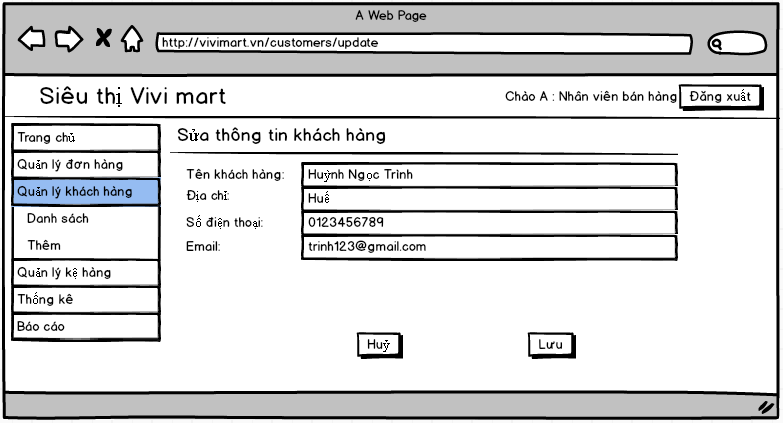 A Web Page
http://vivimart.vn/customers/update
Siêu thị Vivi mart
Chào A : Nhân viên bán hàng
Đăng xuất
Trang chủ
Quản lý đơn hàng
Quản lý khách hàng
Danh sách
Thêm
Quản lý kệ hàng
Thống kê
Báo cáo
Sửa thông tin khách hàng
Tên khách hàng: Huỳnh Ngọc Trinh
Địa chỉ: Huế
Số điện thoại: 0123456789
Email: trinh123@gmail.com
Huỷ
Lưu